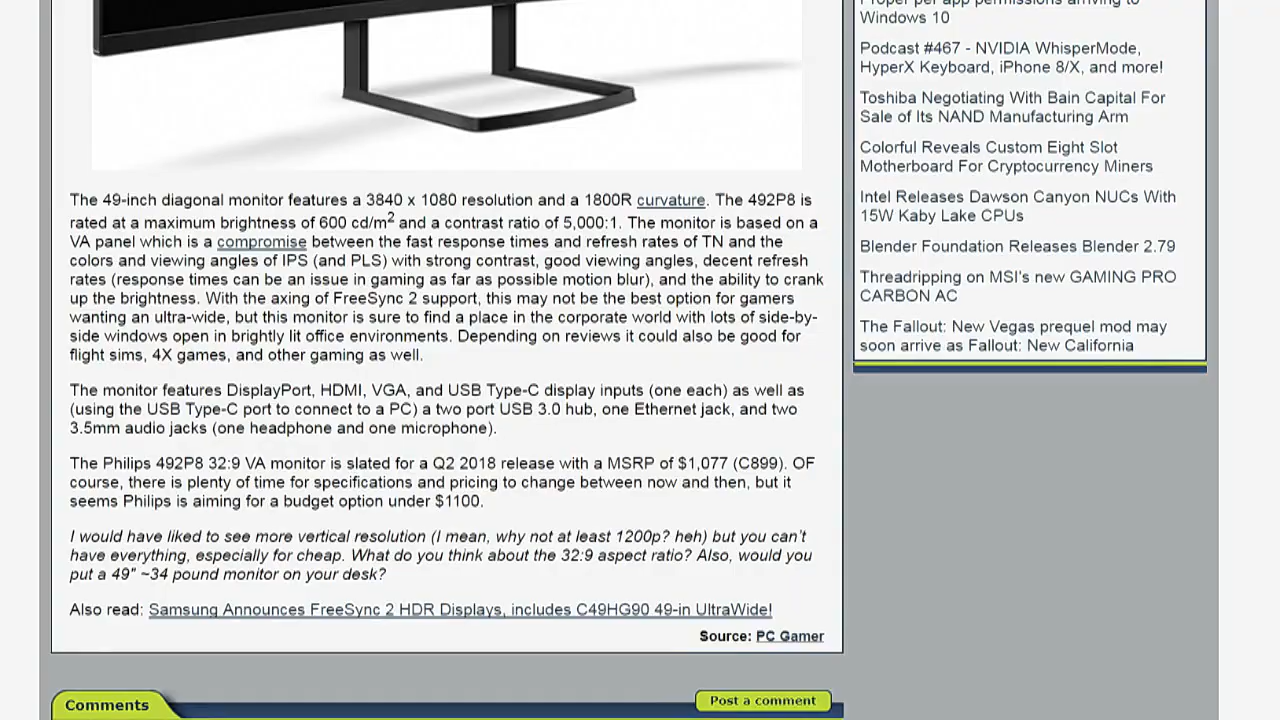 Proper per app permissions arriving to
Windows 10
Podcast #467 - NVIDIA WhisperMode,
HyperX Keyboard, iPhone 8/X, and more!
Toshiba Negotiating With Bain Capital For
Sale of Its NAND Manufacturing Arm
Colorful Reveals Custom Eight Slot
Motherboard For Cryptocurrency Miners
Intel Releases Dawson Canyon NUCs With
15W Kaby Lake CPUs
Blender Foundation Releases Blender 2.79
Threadripping on MSI's new GAMING PRO
CARBON AC
The Fallout: New Vegas prequel mod may
soon arrive as Fallout: New California
The 49-inch diagonal monitor features a 3840 x 1080 resolution and a 1800R curvature. The 492P8 is
rated at a maximum brightness of 600 cd/m² and a contrast ratio of 5,000:1. The monitor is based on a
VA panel which is a compromise between the fast response times and refresh rates of TN and the
colors and viewing angles of IPS (and PLS) with strong contrast, good viewing angles, decent refresh
rates (response times can be an issue in gaming as far as possible motion blur), and the ability to crank
up the brightness. With the axing of FreeSync 2 support, this may not be the best option for gamers
wanting an ultra-wide, but this monitor is sure to find a place in the corporate world with lots of side-by-
side windows open in brightly lit office environments. Depending on reviews it could also be good for
flight sims, 4X games, and other gaming as well.
The monitor features DisplayPort, HDMI, VGA, and USB Type-C display inputs (one each) as well as
(using the USB Type-C port to connect to a PC) a two port USB 3.0 hub, one Ethernet jack, and two
3.5mm audio jacks (one headphone and one microphone).
The Philips 492P8 32:9 VA monitor is slated for a Q2 2018 release with a MSRP of $1,077 (C899). OF
course, there is plenty of time for specifications and pricing to change between now and then, but it
seems Philips is aiming for a budget option under $1100.
I would have liked to see more vertical resolution (I mean, why not at least 1200p? heh) but you can't
have everything, especially for cheap. What do you think about the 32:9 aspect ratio? Also, would you
put a 49" ~34 pound monitor on your desk?
Also read: Samsung Announces FreeSync 2 HDR Displays, includes C49HG90 49-in UltraWide!
Source: PC Gamer
Comments
Post a comment